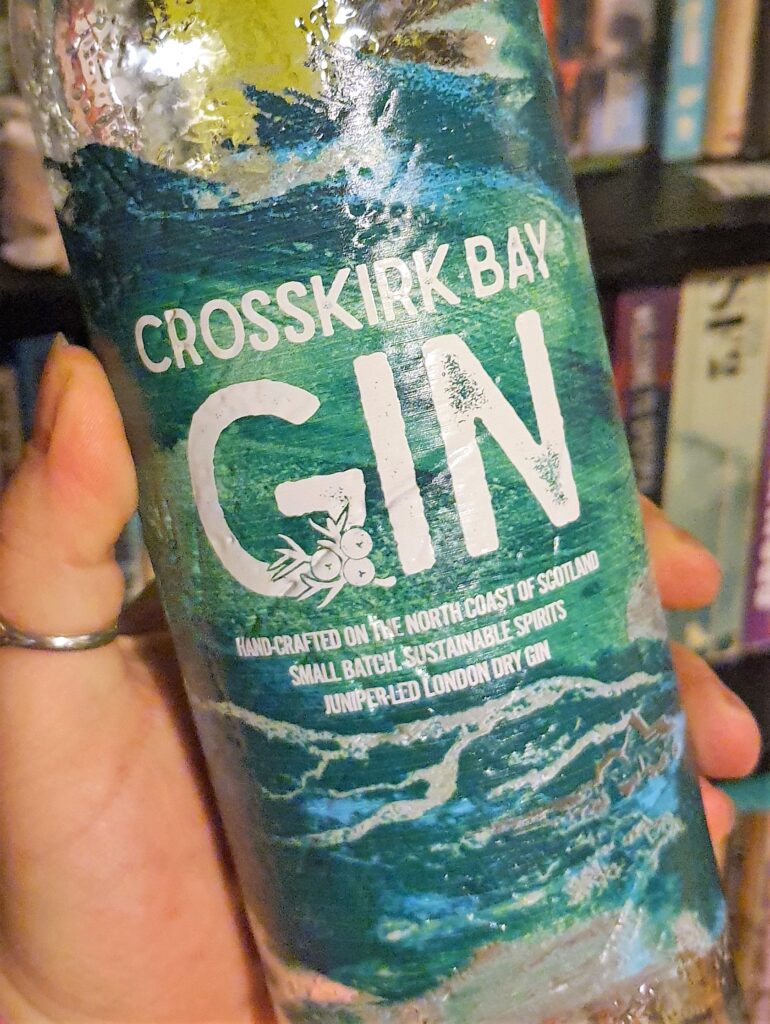 CROSSKIRK BAY
GIN
HAND-CRAFTED ON THE NORTH COAST OF SCOTLAND
SMALL BATCH, SUSTAINABLE SPIRITS
JUNIPER-LED LONDON DRY GIN